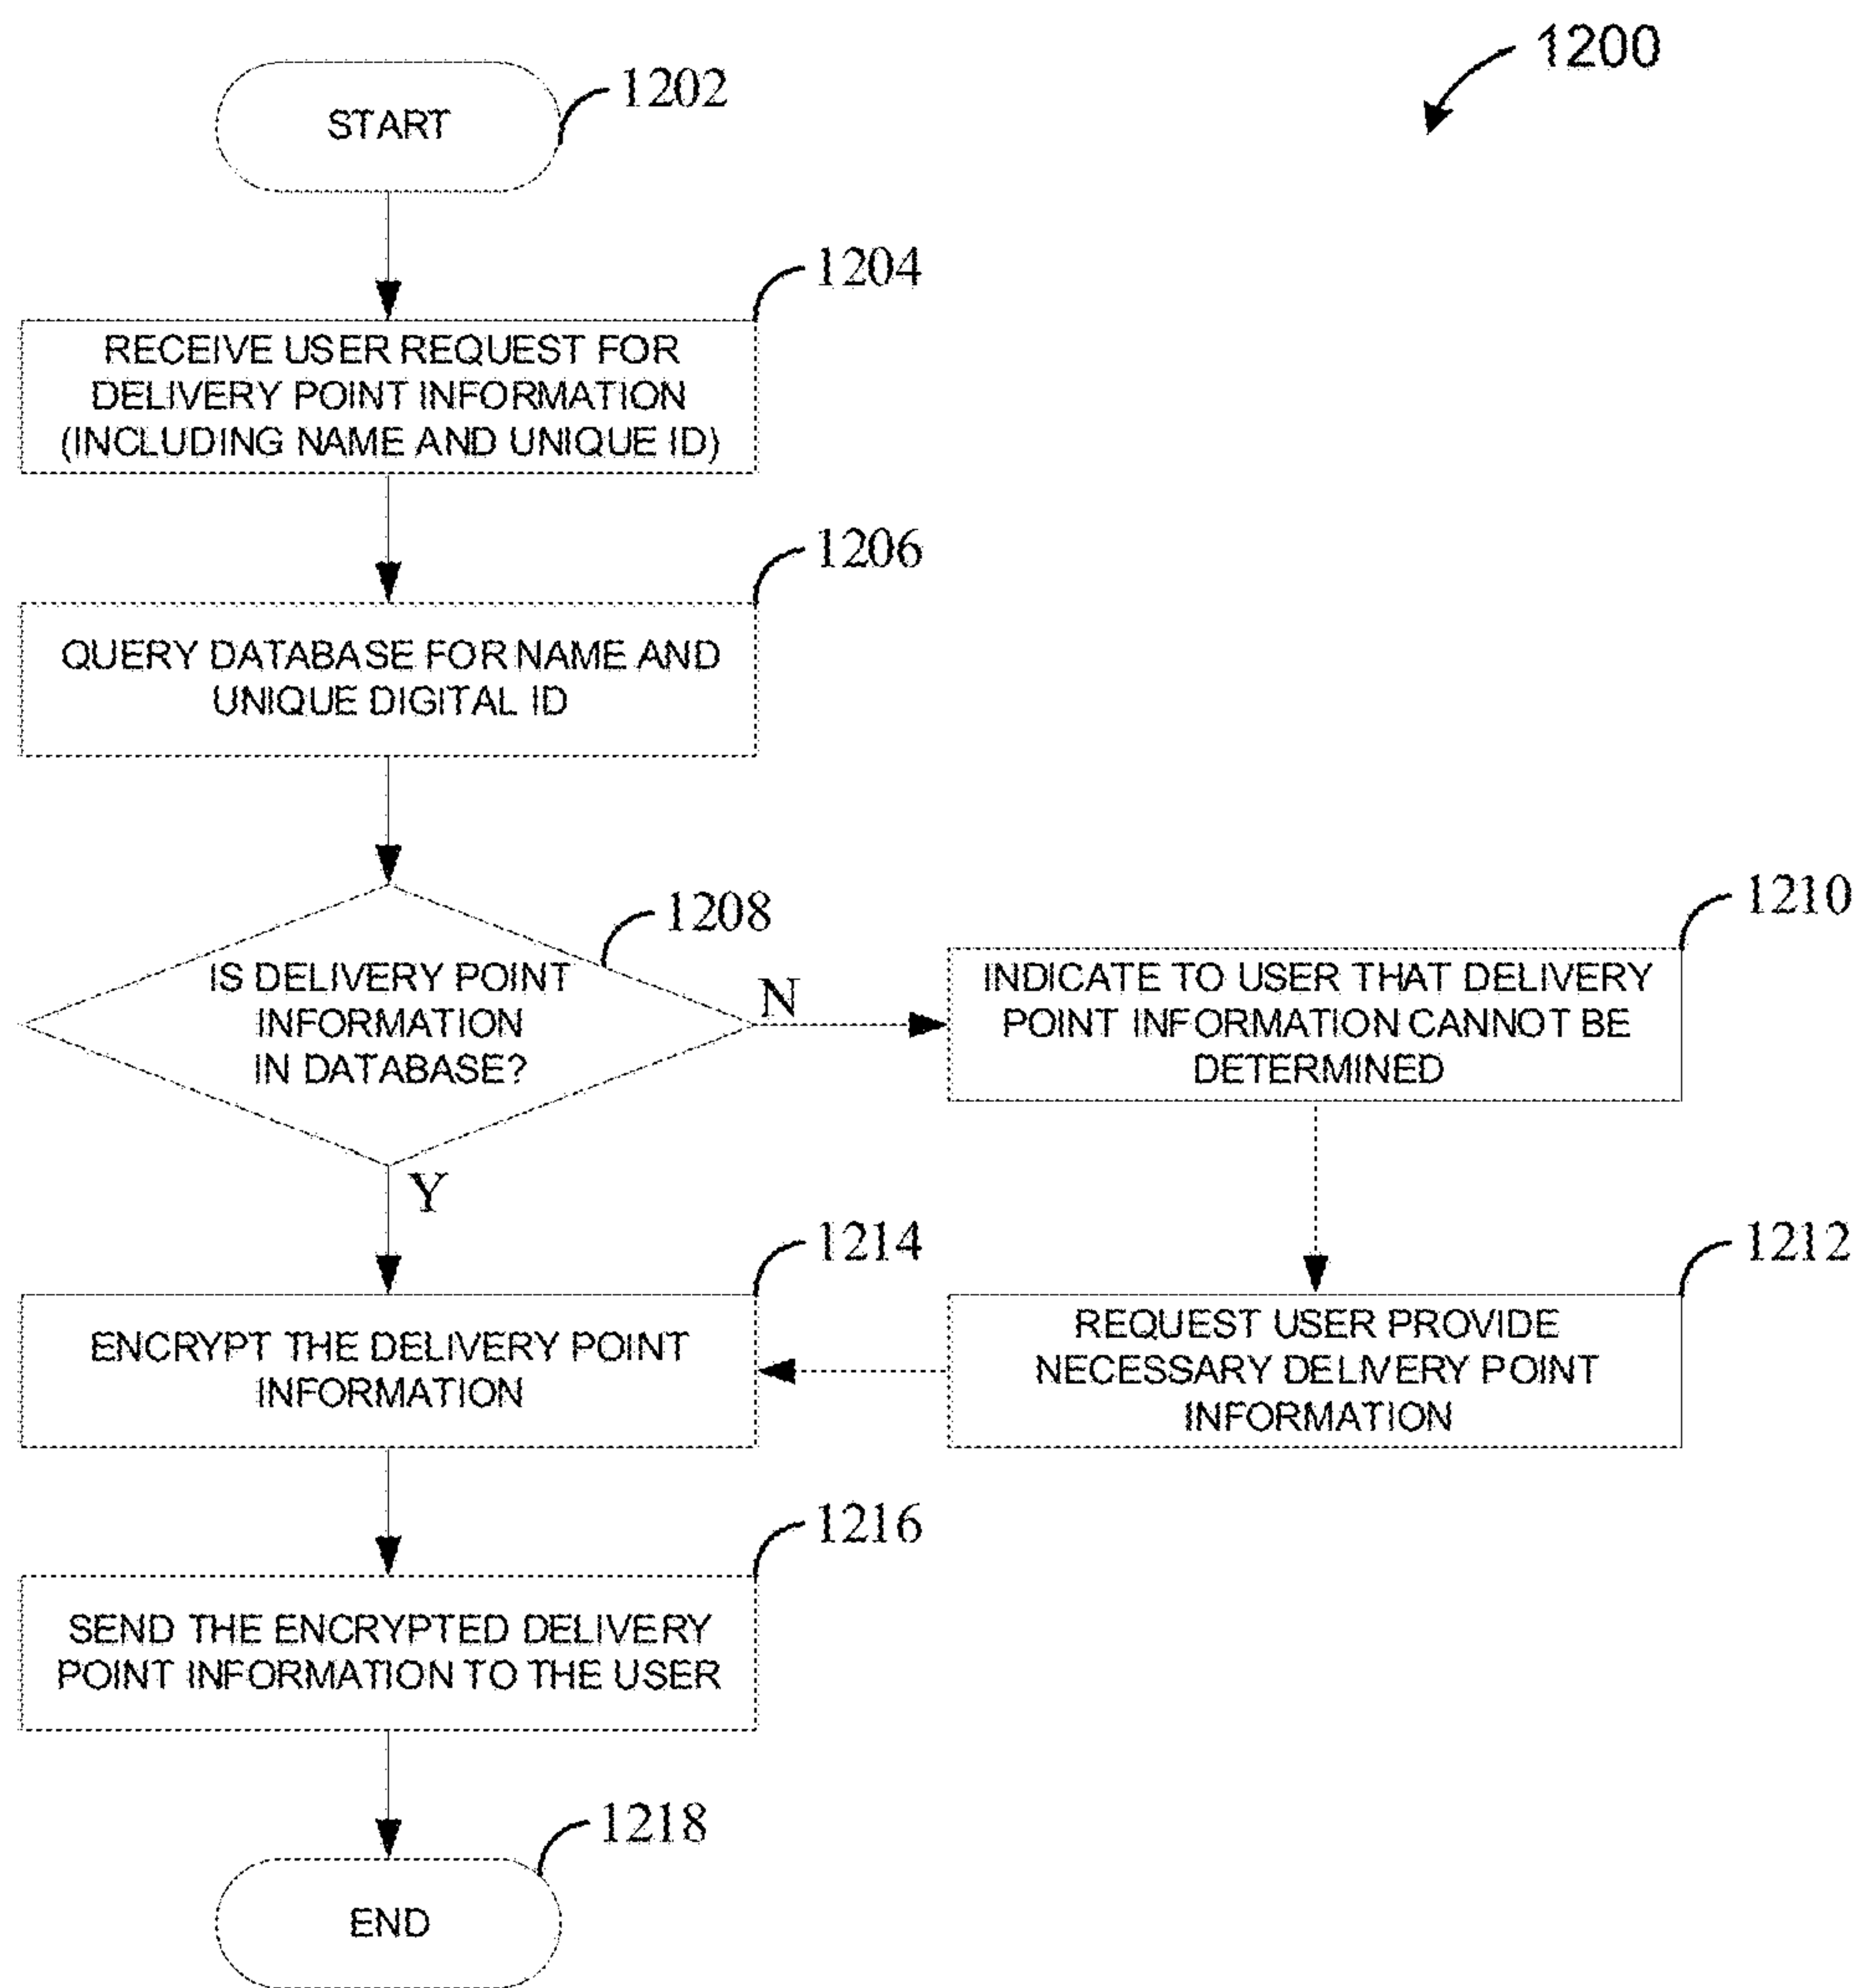 1200
START
1202
1204
RECEIVE USER REQUEST FOR
DELIVERY POINT INFORMATION
(INCLUDING NAME AND UNIQUE ID)
1206
QUERY DATABASE FOR NAME AND
UNIQUE DIGITAL ID
1208
IS DELIVERY POINT
INFORMATION
IN DATABASE?
N
Y
1210
INDICATE TO USER THAT DELIVERY
POINT INFORMATION CANNOT BE
DETERMINED
1212
REQUEST USER PROVIDE
NECESSARY DELIVERY POINT
INFORMATION
1214
ENCRYPT THE DELIVERY POINT
INFORMATION
1216
SEND THE ENCRYPTED DELIVERY
POINT INFORMATION TO THE USER
1218
END